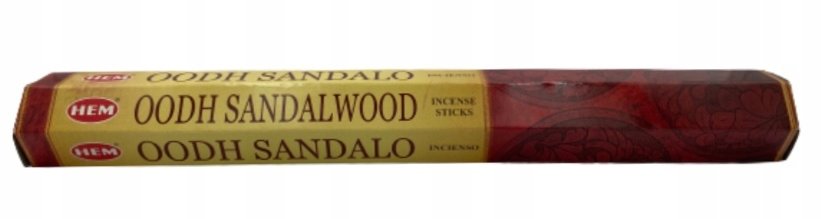 HEM OODH SANDALO INCIENSO
HEM OODH SANDALWOOD INCENSE STICKS
HEM OODH SANDALO INCIENSO